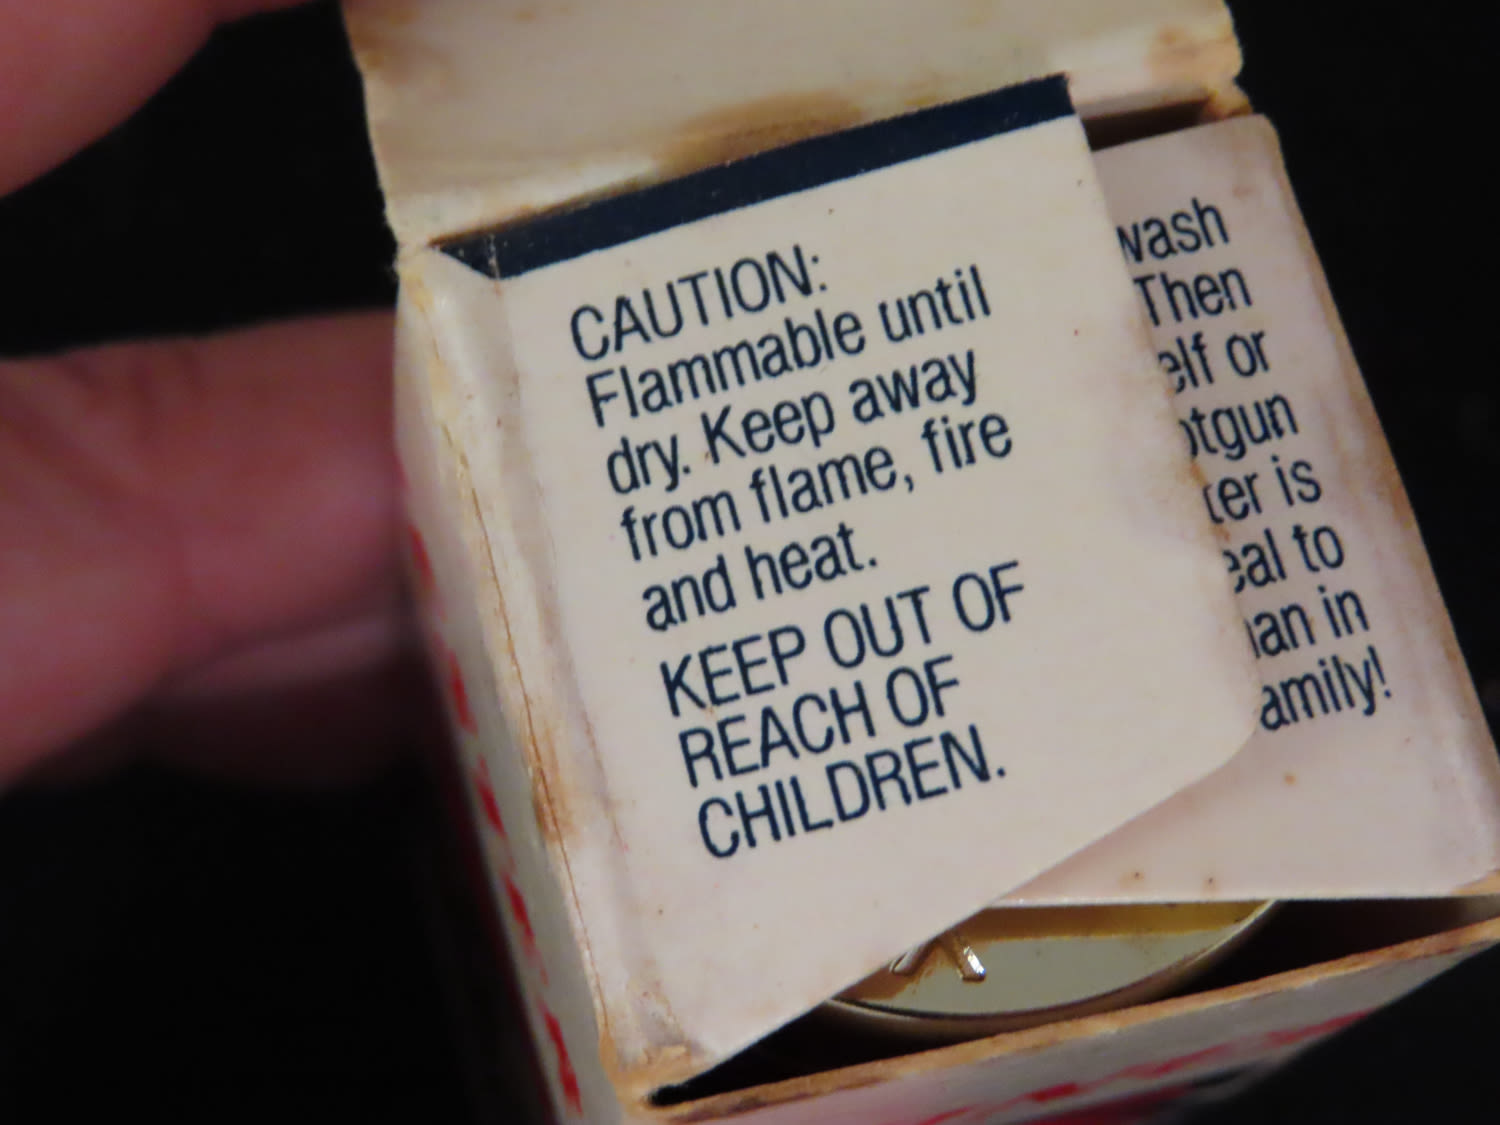 CAUTION:
Flammable until
dry. Keep away
from flame, fire
and heat.
KEEP OUT OF
REACH OF
CHILDREN.
wash
Then
elf or
otgun
ter is
eal to
an in
amily!